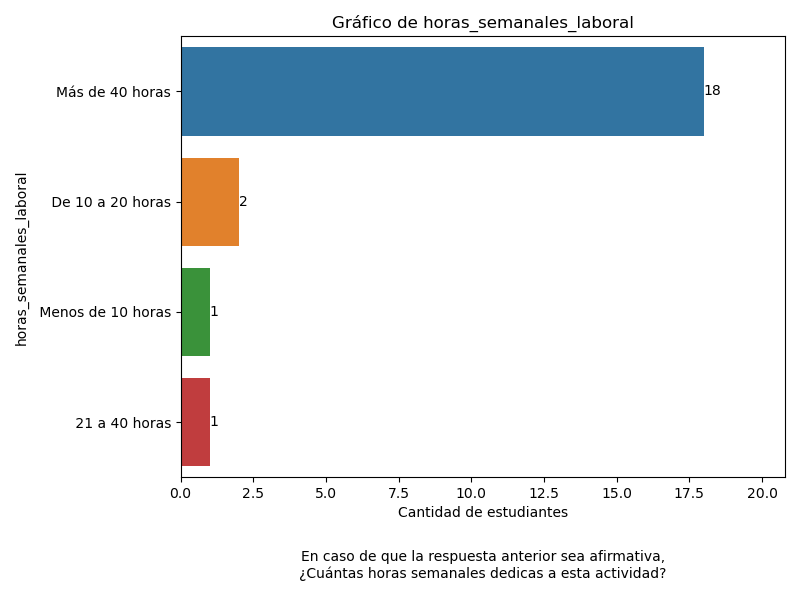 Gráfico de horas_semanales_laboral
Más de 40 horas
18
De 10 a 20 horas
2
Menos de 10 horas
1
21 a 40 horas
1
horas_semanales_laboral
0.0 2.5 5.0 7.5 10.0 12.5 15.0 17.5 20.0
Cantidad de estudiantes
En caso de que la respuesta anterior sea afirmativa,
¿Cuántas horas semanales dedicas a esta actividad?